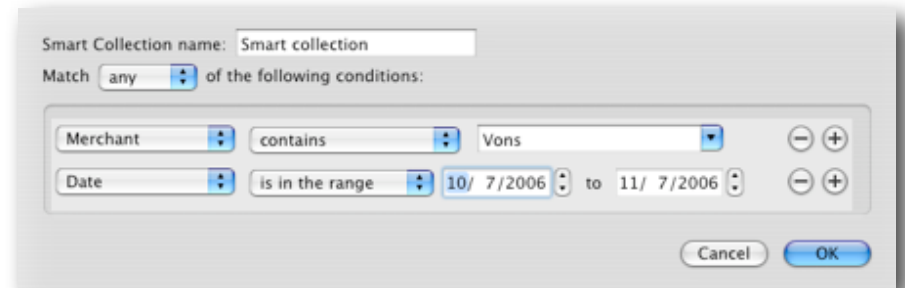 Smart Collection name: Smart collection
Match any of the following conditions:
Merchant contains Vons
Date is in the range 10/ 7/2006 to 11/ 7/2006
Cancel OK